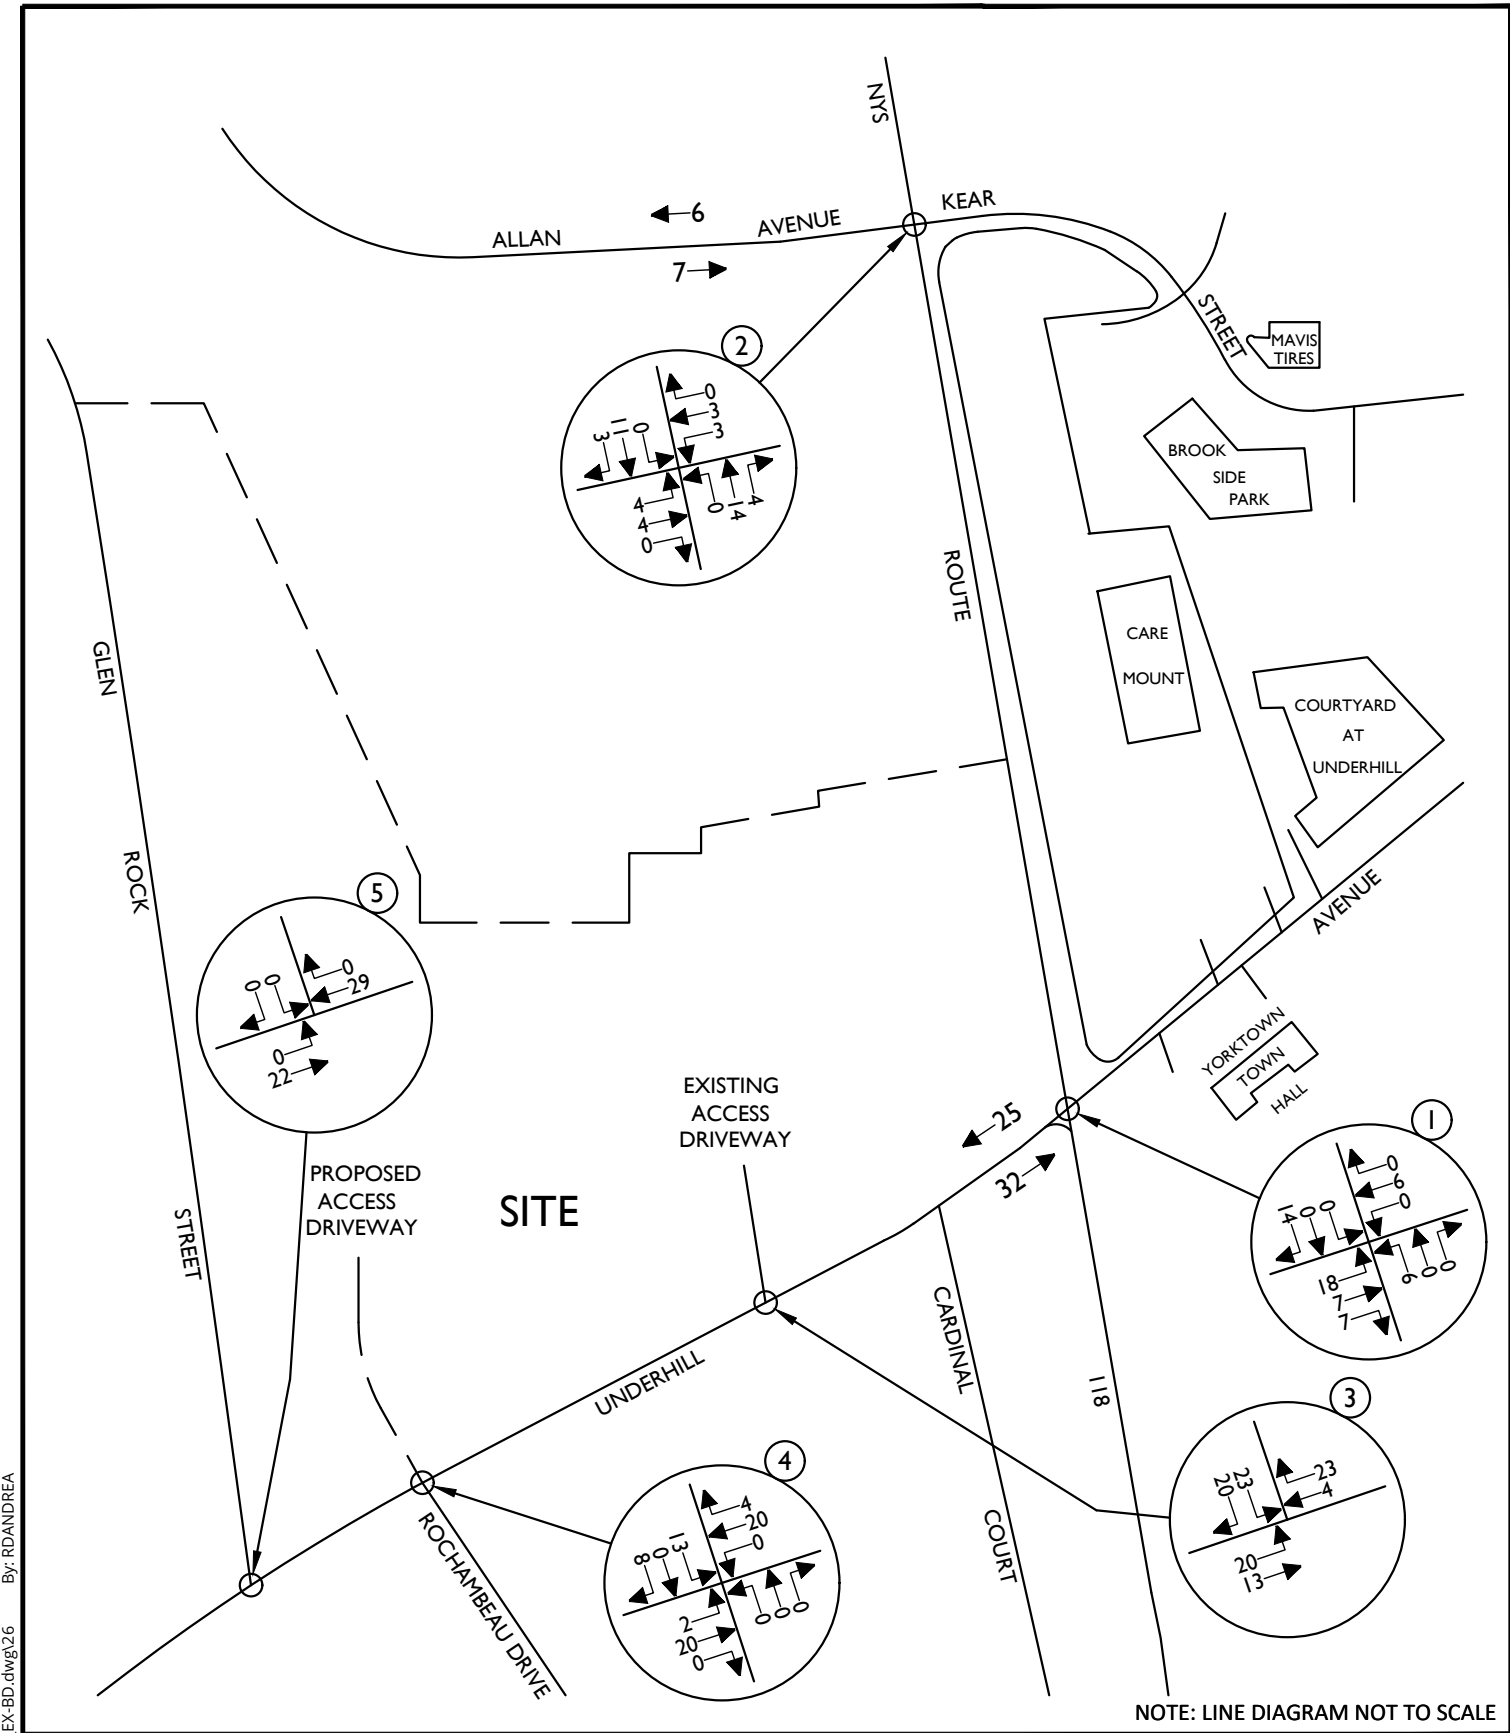 NYS
KEAR
6
ALLAN
AVENUE
7
STREET
MAVIS
TIRES
2
0
3
3
3
11
0
4
4
0
0
14
4
BROOK
SIDE
PARK
ROUTE
CARE
MOUNT
GLEN
COURTYARD
AT
UNDERHILL
ROCK
AVENUE
5
0
29
0
0
0
22
YORKTOWN
TOWN
HALL
EXISTING
ACCESS
DRIVEWAY
25
32
1
0
6
0
14
0
0
18
7
7
6
0
0
PROPOSED
ACCESS
DRIVEWAY
SITE
STREET
CARDINAL
UNDERHILL
118
3
23
4
20
23
20
13
4
4
20
0
8
0
13
2
20
0
0
0
0
ROCHAMBEAU DRIVE
COURT
By: RDANDREA
EX-BD.dwg\26
NOTE: LINE DIAGRAM NOT TO SCALE